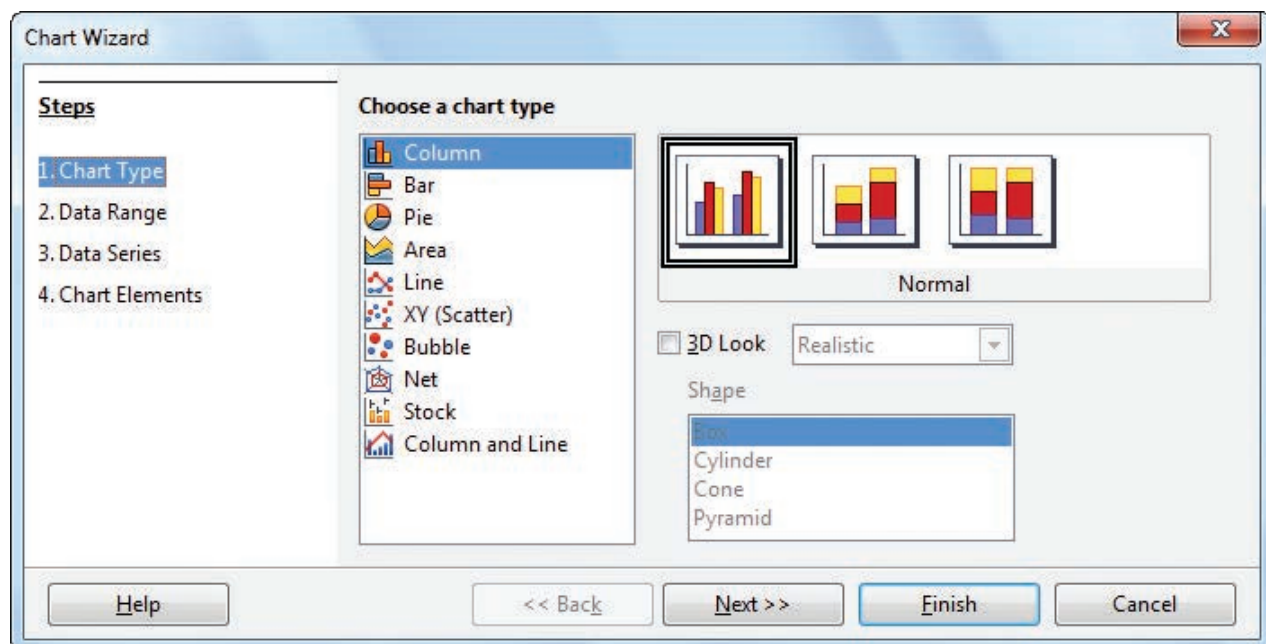 Chart Wizard
Steps
1. Chart Type
2. Data Range
3. Data Series
4. Chart Elements
Choose a chart type
Column
Bar
Pie
Area
Line
XY (Scatter)
Bubble
Net
Stock
Column and Line
Normal
3D Look
Realistic
Shape
Box
Cylinder
Cone
Pyramid
Help
<< Back
Next >>
Finish
Cancel